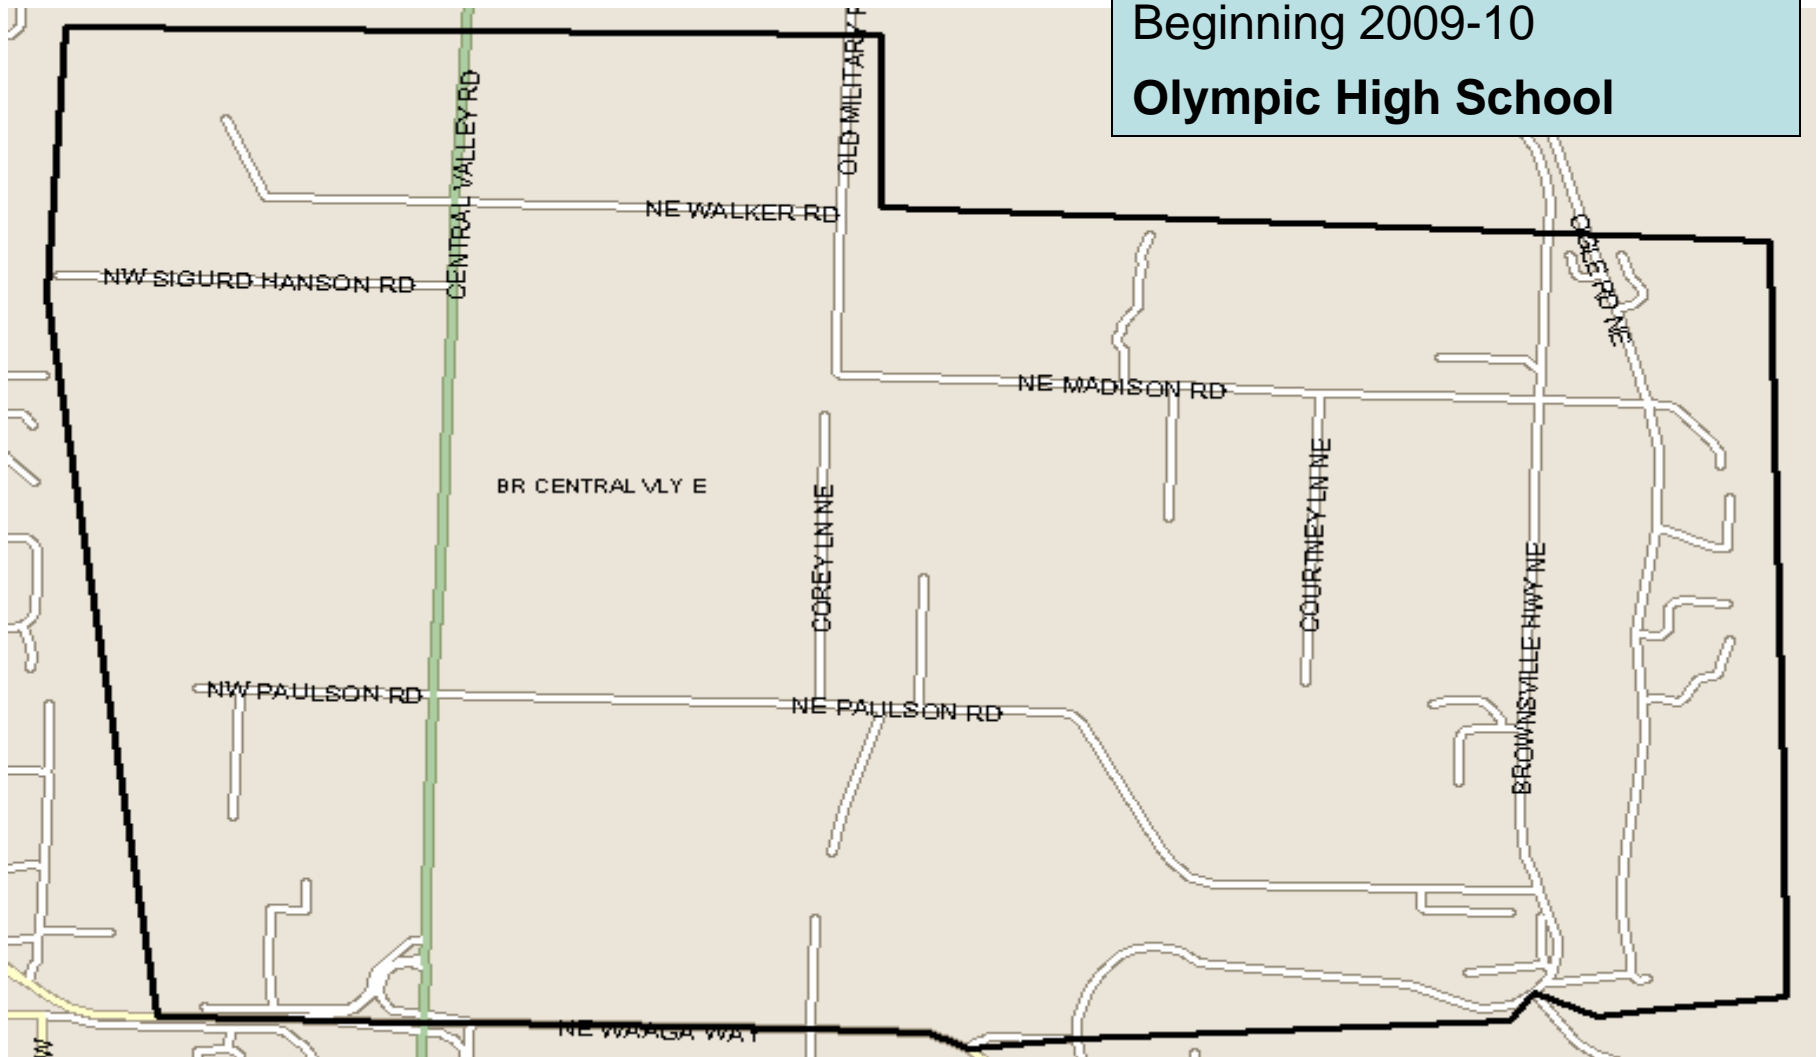 Beginning 2009-10
Olympic High School
OLD MILITARY
CENTRAL VALLEY RD
NE WALKER RD
OGLE RD NE
NW SIGURD HANSON RD
NE MADISON RD
BR CENTRAL VLY E
COREY LN NE
COURTNEY LN NE
BROWNSVILLE HWY NE
NW PAULSON RD
NE PAULSON RD
NE WAAGA WAY
W